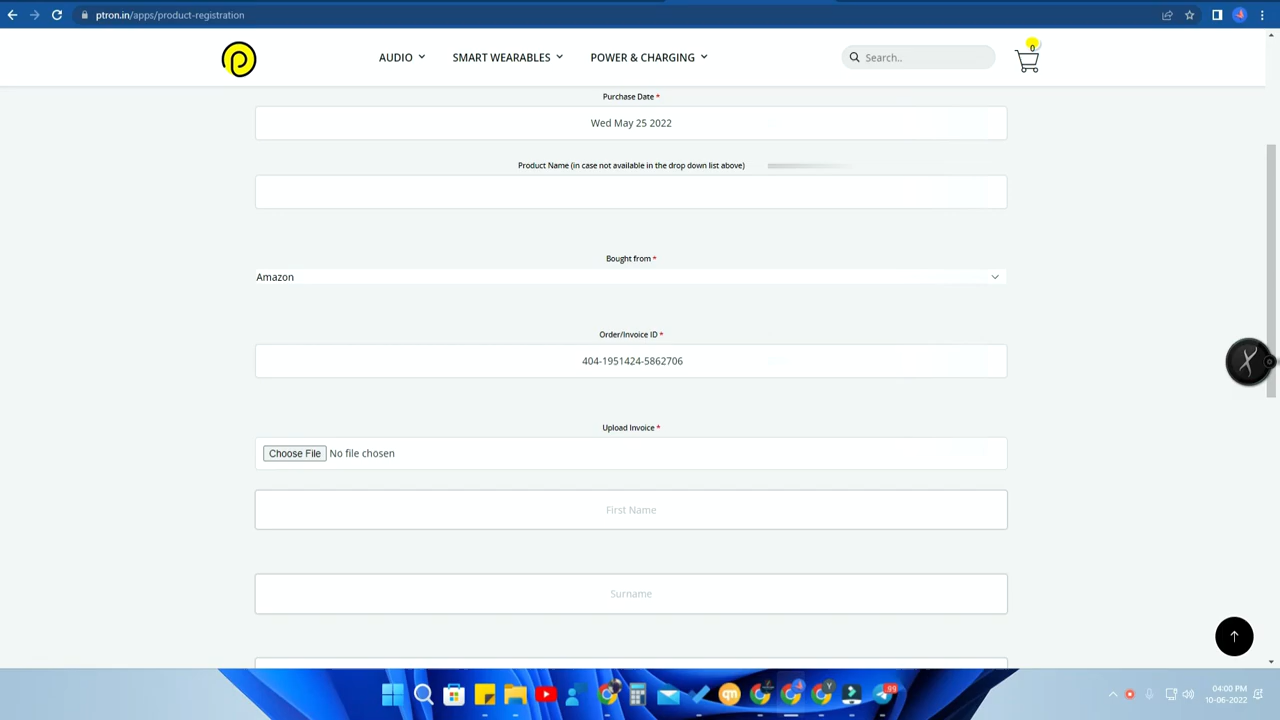 ptron.in/apps/product-registration
AUDIO
SMART WEARABLES
POWER & CHARGING
Search..
0
Purchase Date *
Wed May 25 2022
Product Name (in case not available in the drop down list above)
Bought from *
Amazon
Order/Invoice ID *
404-1951424-5862706
Upload Invoice *
Choose File No file chosen
First Name
Surname
99
04:00 PM
10-06-2022